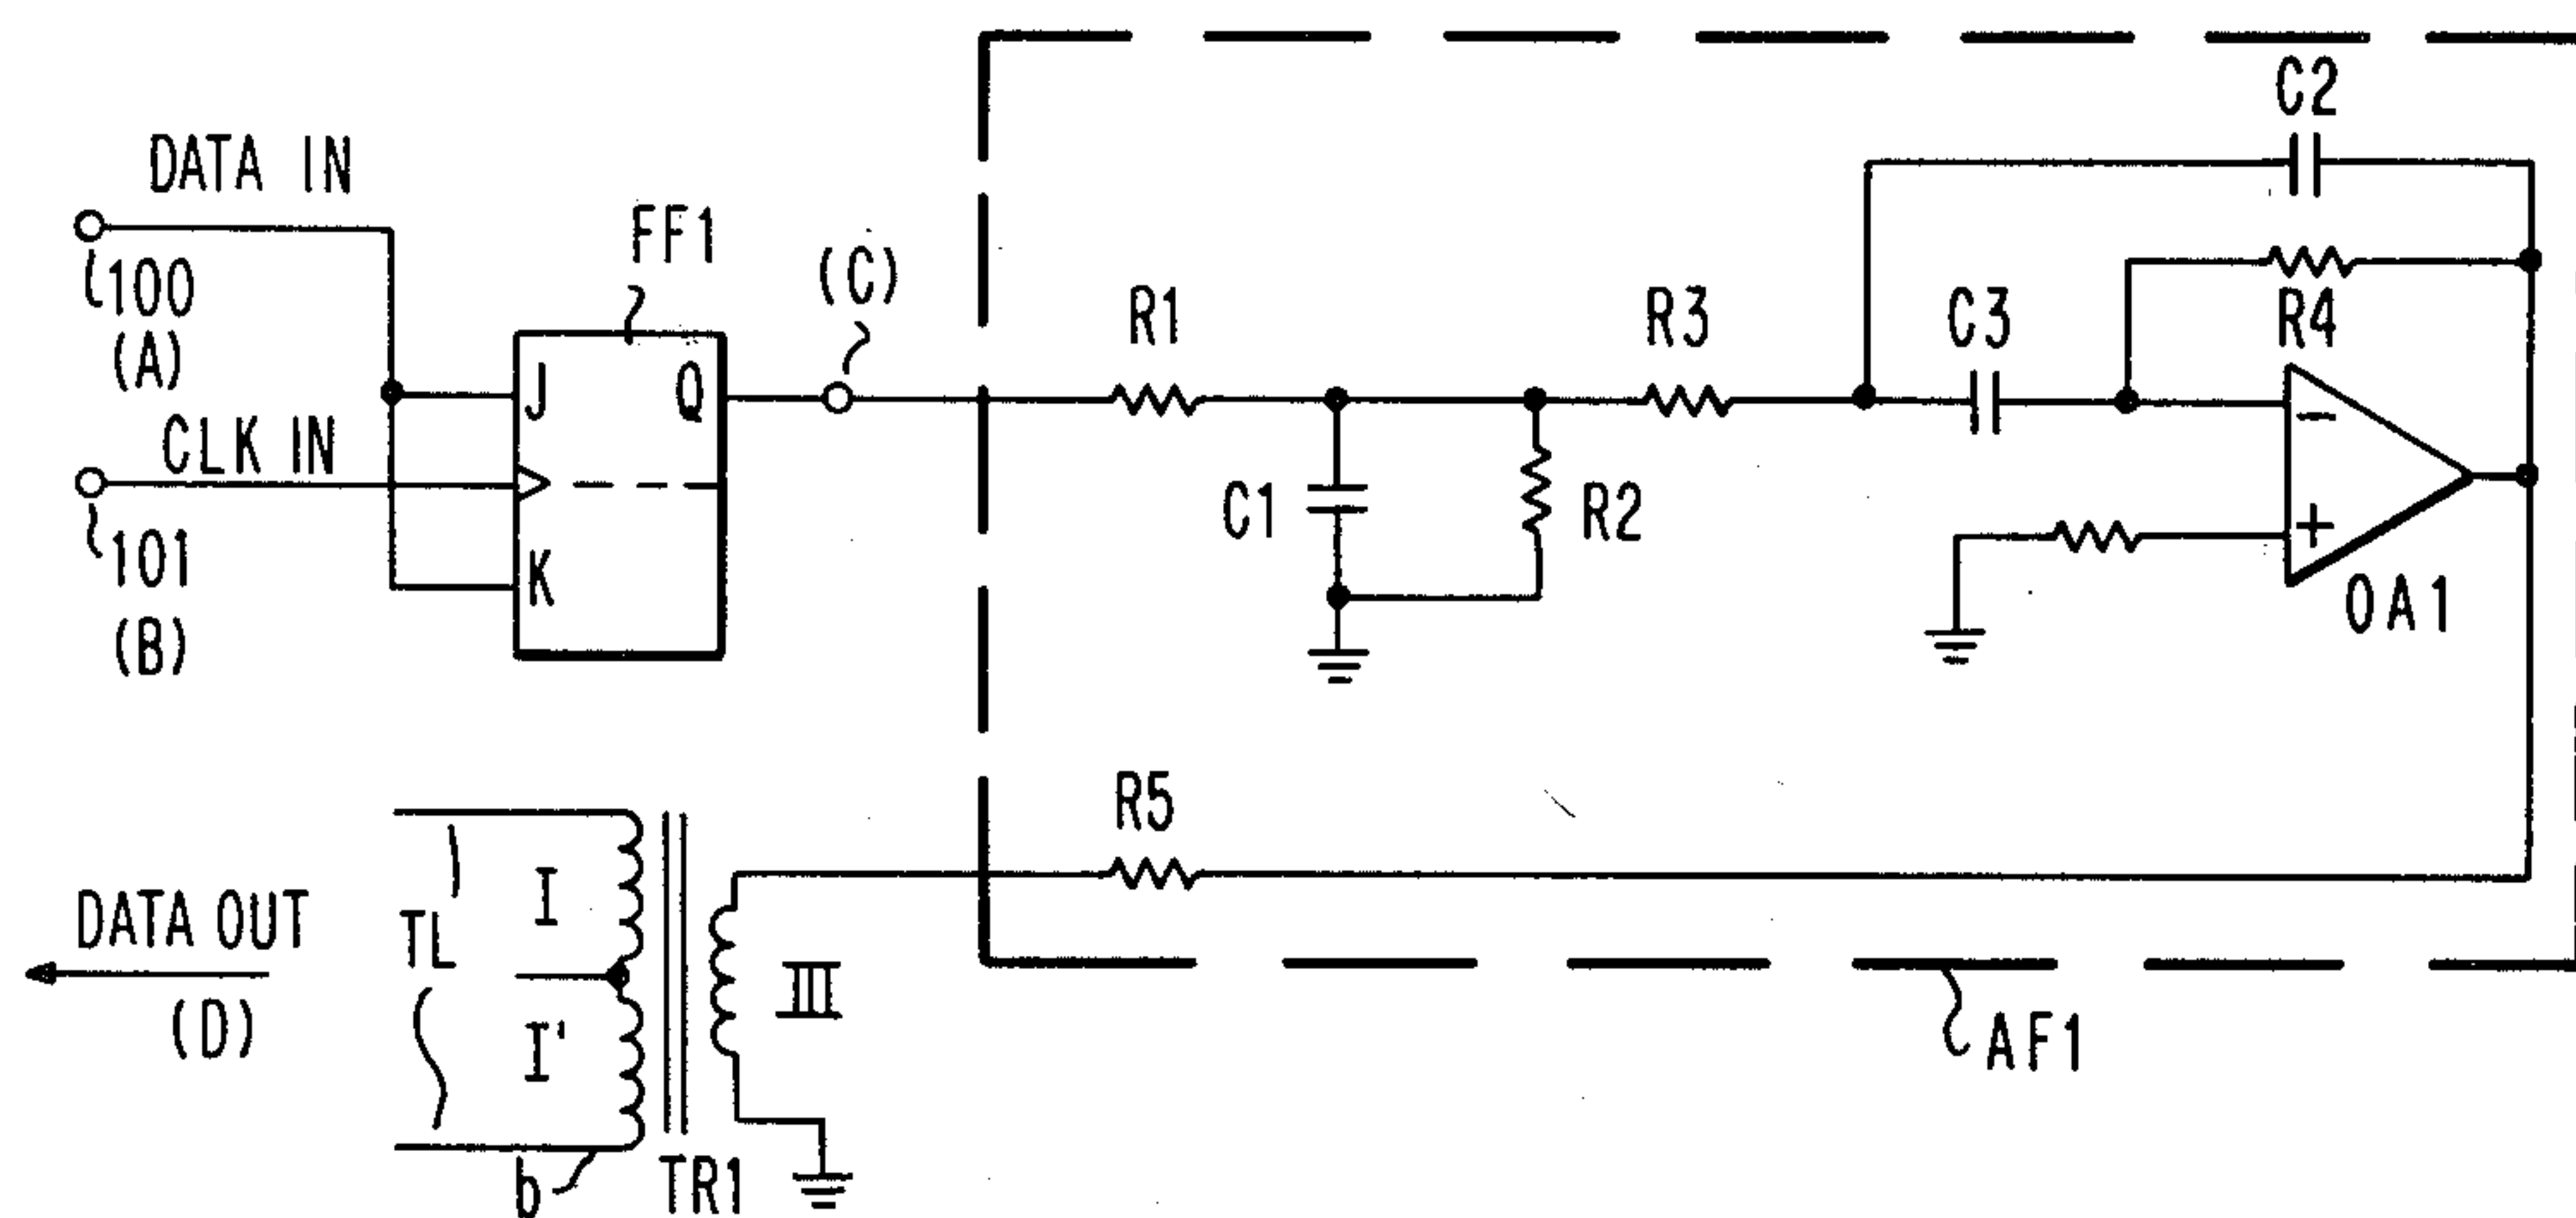 C2
DATA IN
FF1
(C)
100
(A)
R1
R3
C3
R4
J
Q
CLK IN
-
101
(B)
K
C1
R2
+
OA1
R5
I
DATA OUT
TL
III
(D)
I'
AF1
b
TR1